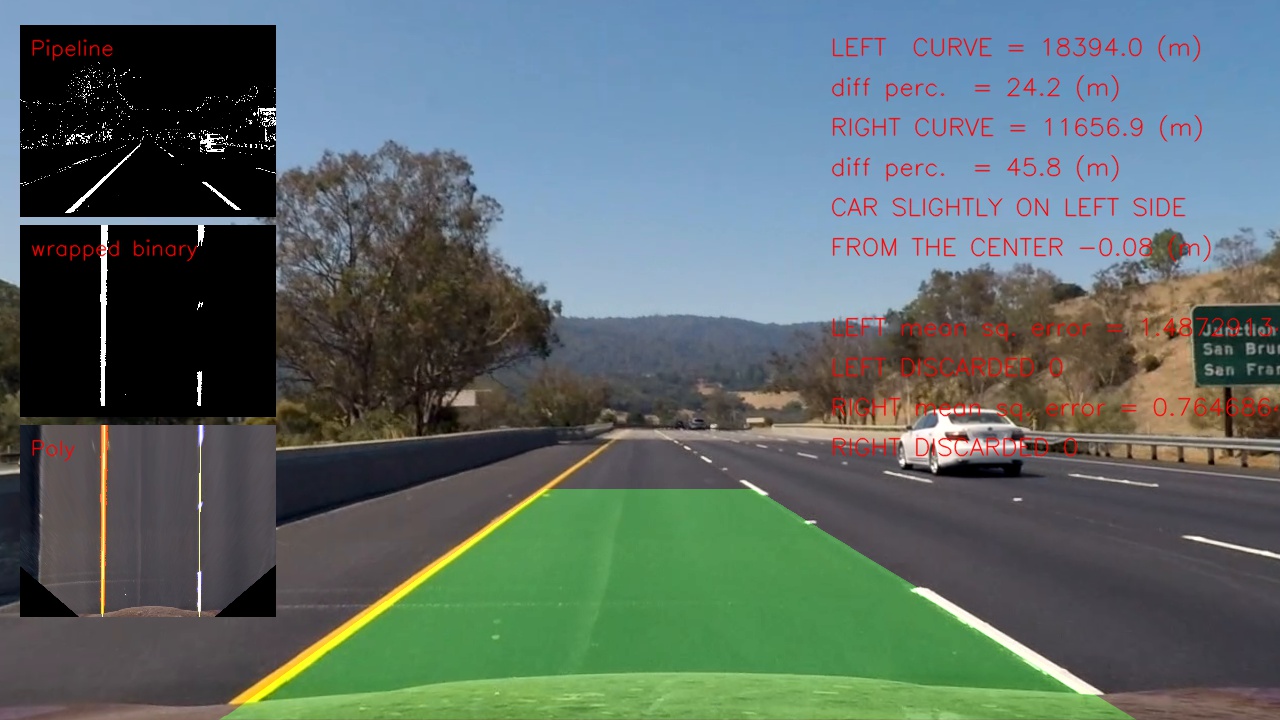 Pipeline
wrapped binary
Poly
LEFT CURVE = 18394.0 (m)
diff perc. = 24.2 (m)
RIGHT CURVE = 11656.9 (m)
diff perc. = 45.8 (m)
CAR SLIGHTLY ON LEFT SIDE
FROM THE CENTER -0.08 (m)
LEFT mean sq. error = 1.4872913
LEFT DISCARDED 0
RIGHT mean sq. error = 0.764686
RIGHT DISCARDED 0
Junction
San Bru
San Fran